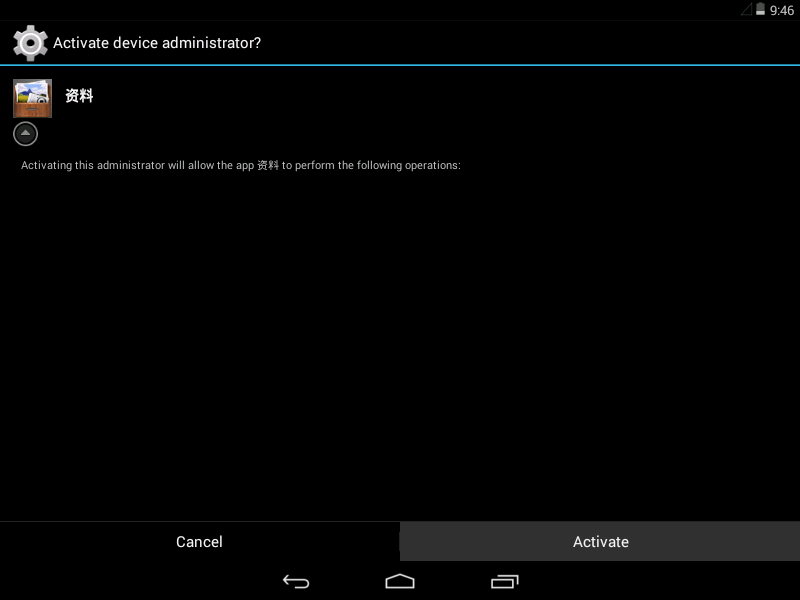 9:46
Activate device administrator?
资料
Activating this administrator will allow the app 资料 to perform the following operations:
Cancel
Activate